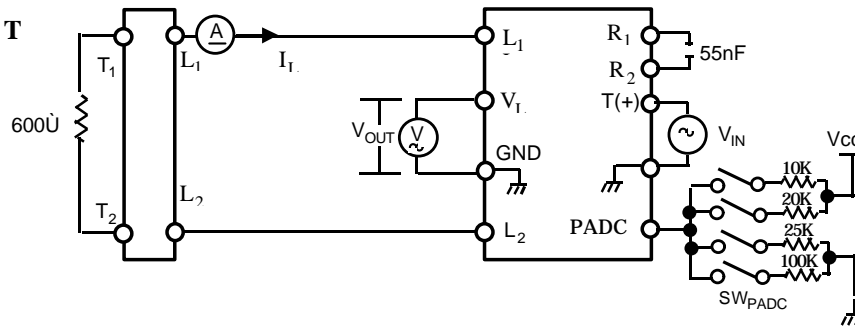 T
T1
L1
A
IL
L1
R1
R2
55nF
T(+)
VL
VOUT
V
GND
VIN
VCC
600Ù
10K
20K
25K
100K
T2
L2
L2
PADC
SWPADC